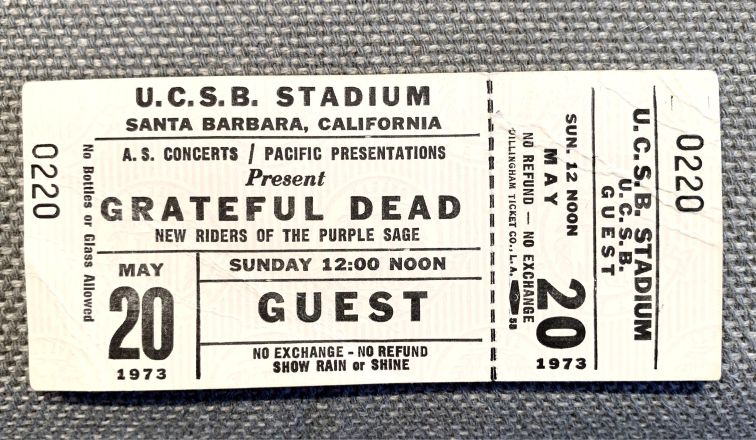 U.C.S.B. STADIUM
SANTA BARBARA, CALIFORNIA
A. S. CONCERTS / PACIFIC PRESENTATIONS
Present
GRATEFUL DEAD
NEW RIDERS OF THE PURPLE SAGE
MAY
20
1973
SUNDAY 12:00 NOON
GUEST
NO EXCHANGE - NO REFUND
SHOW RAIN or SHINE
0220
No Bottles or Glass Allowed
DILLINGHAM TICKET CO., L.A. 58
NO REFUND — NO EXCHANGE
SUN. 12 NOON
MAY
20
1973
U.C.S.B.
GUEST
U.C.S.B. STADIUM
0220